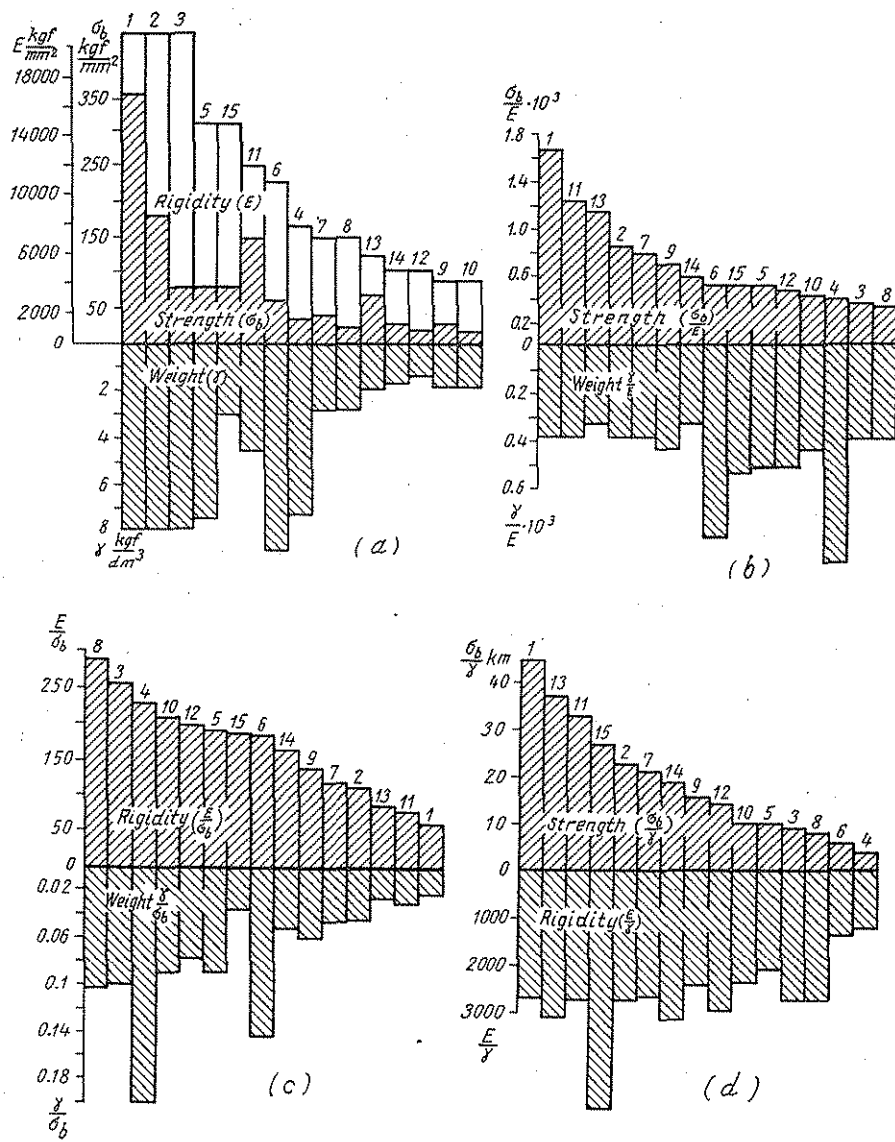 E kgf/mm² σb kgf/mm²
1 2 3 5 15 11 6 4 7 8 13 14 12 9 10
18000
14000
10000
6000
2000
0
350
250
150
50
Rigidity (E)
Strength (σb)
Weight (γ)
2
4
6
8
γ kgf/dm³
(a)
σb/E · 10³
1.8
1.4
1.0
0.6
0.2
0
0.2
0.4
0.6
γ/E · 10³
1 11 13 2 7 9 14 6 15 5 12 10 4 3 8
Strength (σb/E)
Weight γ/E
(b)
E/σb
250
150
50
0
0.02
0.06
0.1
0.14
0.18
γ/σb
8 3 4 10 12 5 15 6 14 9 7 2 13 11 1
Rigidity (E/σb)
Weight γ/σb
(c)
σb/γ km
40
30
20
10
0
1000
2000
3000
E/γ
1 13 11 15 2 7 14 9 12 10 5 3 8 6 4
Strength (σb/γ)
Rigidity (E/γ)
(d)